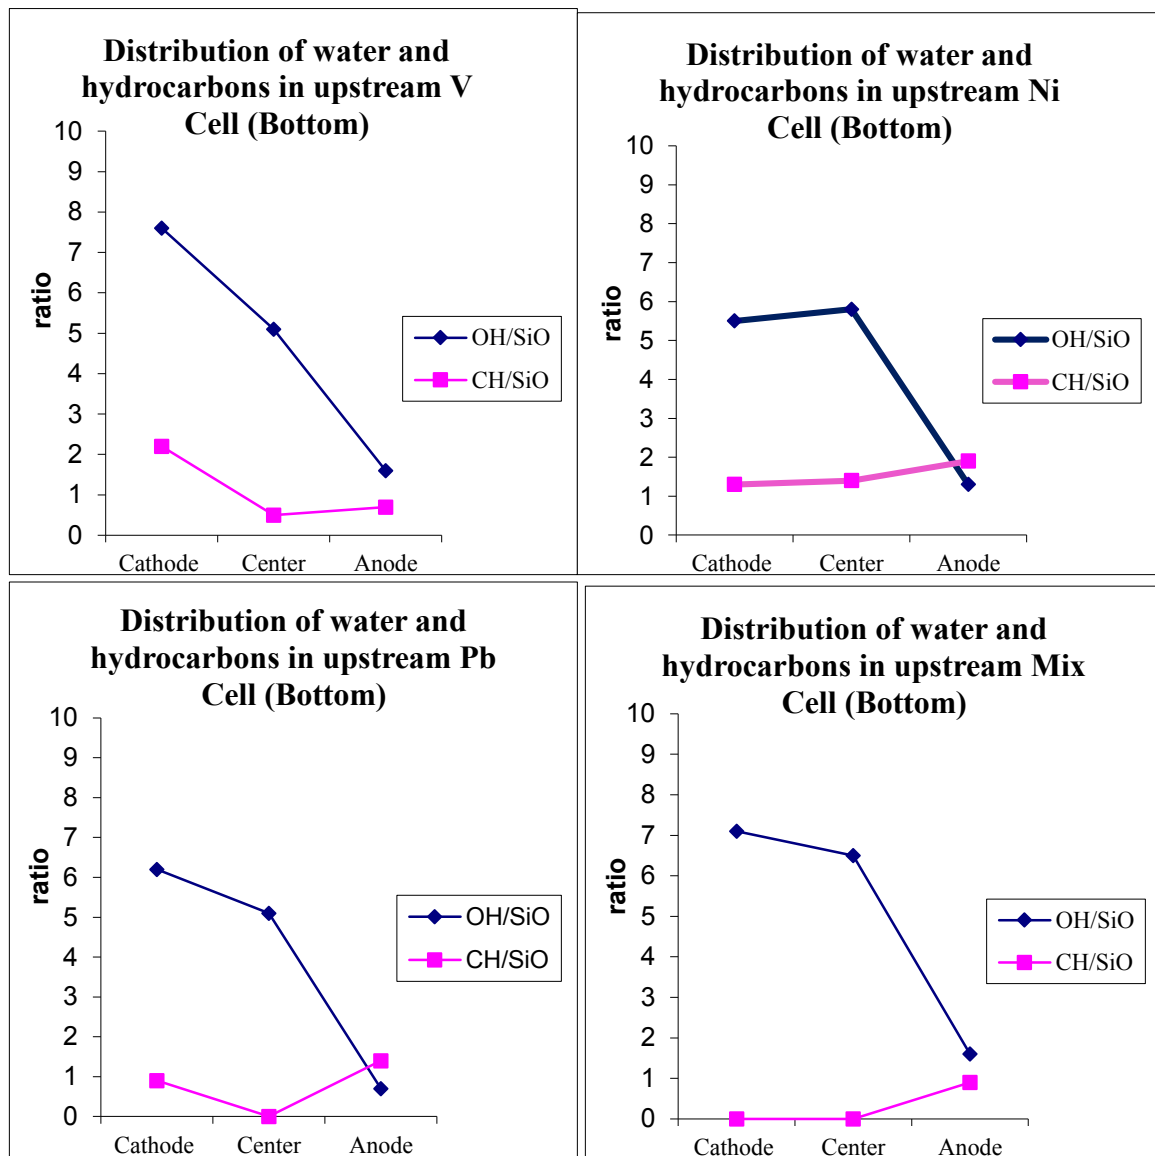 Distribution of water and
hydrocarbons in upstream V
Cell (Bottom)
10
9
8
7
6
5
4
3
2
1
0
ratio
Cathode Center Anode
OH/SiO
CH/SiO
Distribution of water and
hydrocarbons in upstream Ni
Cell (Bottom)
10
9
8
7
6
5
4
3
2
1
0
ratio
Cathode Center Anode
OH/SiO
CH/SiO
Distribution of water and
hydrocarbons in upstream Pb
Cell (Bottom)
10
9
8
7
6
5
4
3
2
1
0
ratio
Cathode Center Anode
OH/SiO
CH/SiO
Distribution of water and
hydrocarbons in upstream Mix
Cell (Bottom)
10
9
8
7
6
5
4
3
2
1
0
ratio
Cathode Center Anode
OH/SiO
CH/SiO